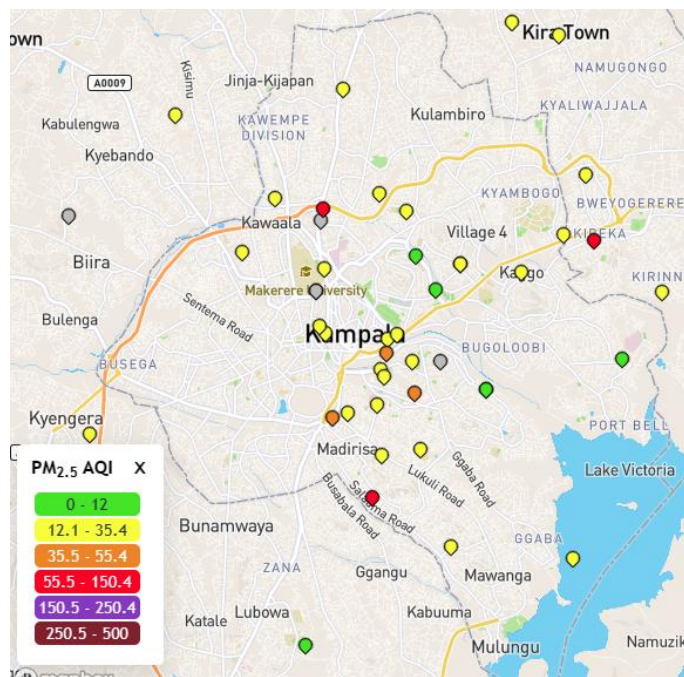 own
Kira Town
NAMUGONGO
A0009
Kisimu
Jinja-Kijapan
Kabulengwa
KAWEMPE
DIVISION
Kulambiro
KYALIWAJJALA
Kyebando
KYAMBOGO
BWEYOGERERE
Kawaala
Village 4
KIREKA
Biira
Makerere University
KIRINN
Bulenga
Sentema Road
Kampala
BUGOLOOBI
BUSEGA
Kyengera
PORT BELL
Madirisa
Lukuli Road
Ggaba Road
Lake Victoria
Busabala Road
Salaama Road
Bunamwaya
GGABA
ZANA
Ggangu
Mawanga
Katale
Lubowa
Kabuuma
Mulungu
Namuzik
PM2.5 AQI X
0 - 12
12.1 - 35.4
35.5 - 55.4
55.5 - 150.4
150.5 - 250.4
250.5 - 500